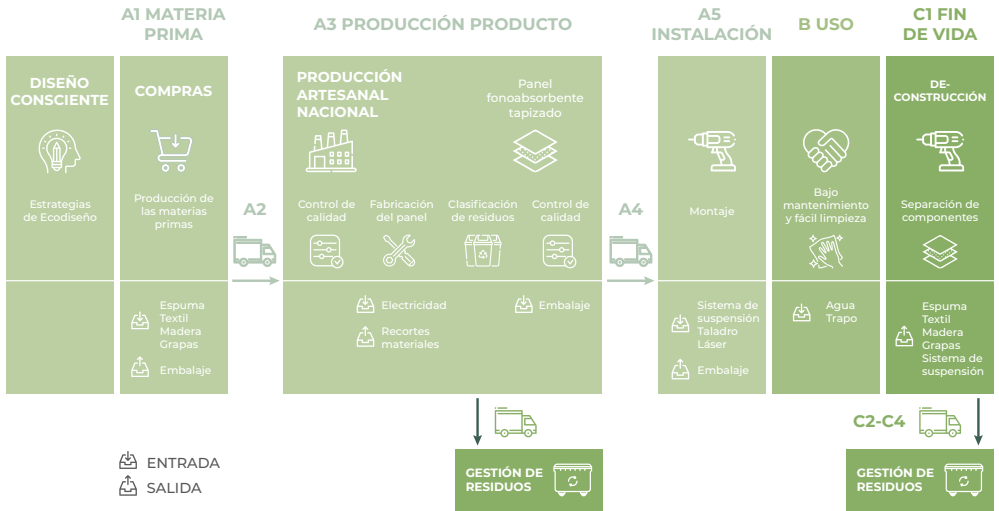 A1 MATERIA
PRIMA
A3 PRODUCCIÓN PRODUCTO
A5
INSTALACIÓN
B USO
C1 FIN
DE VIDA
DISEÑO
CONSCIENTE
Estrategias
de Ecodiseño
COMPRAS
Producción de
las materias
primas
Espuma
Textil
Madera
Grapas
Embalaje
A2
PRODUCCIÓN
ARTESANAL
NACIONAL
Panel
fonoabsorbente
tapizado
Control de
calidad
Fabricación
del panel
Clasificación
de residuos
Control de
calidad
Electricidad
Recortes
materiales
Embalaje
A4
Montaje
Sistema de
suspensión
Taladro
Láser
Embalaje
Bajo
mantenimiento
y fácil limpieza
Agua
Trapo
DE-
CONSTRUCCIÓN
Separación de
componentes
Espuma
Textil
Madera
Grapas
Sistema de
suspensión
C2-C4
ENTRADA
SALIDA
GESTIÓN DE
RESIDUOS
GESTIÓN DE
RESIDUOS